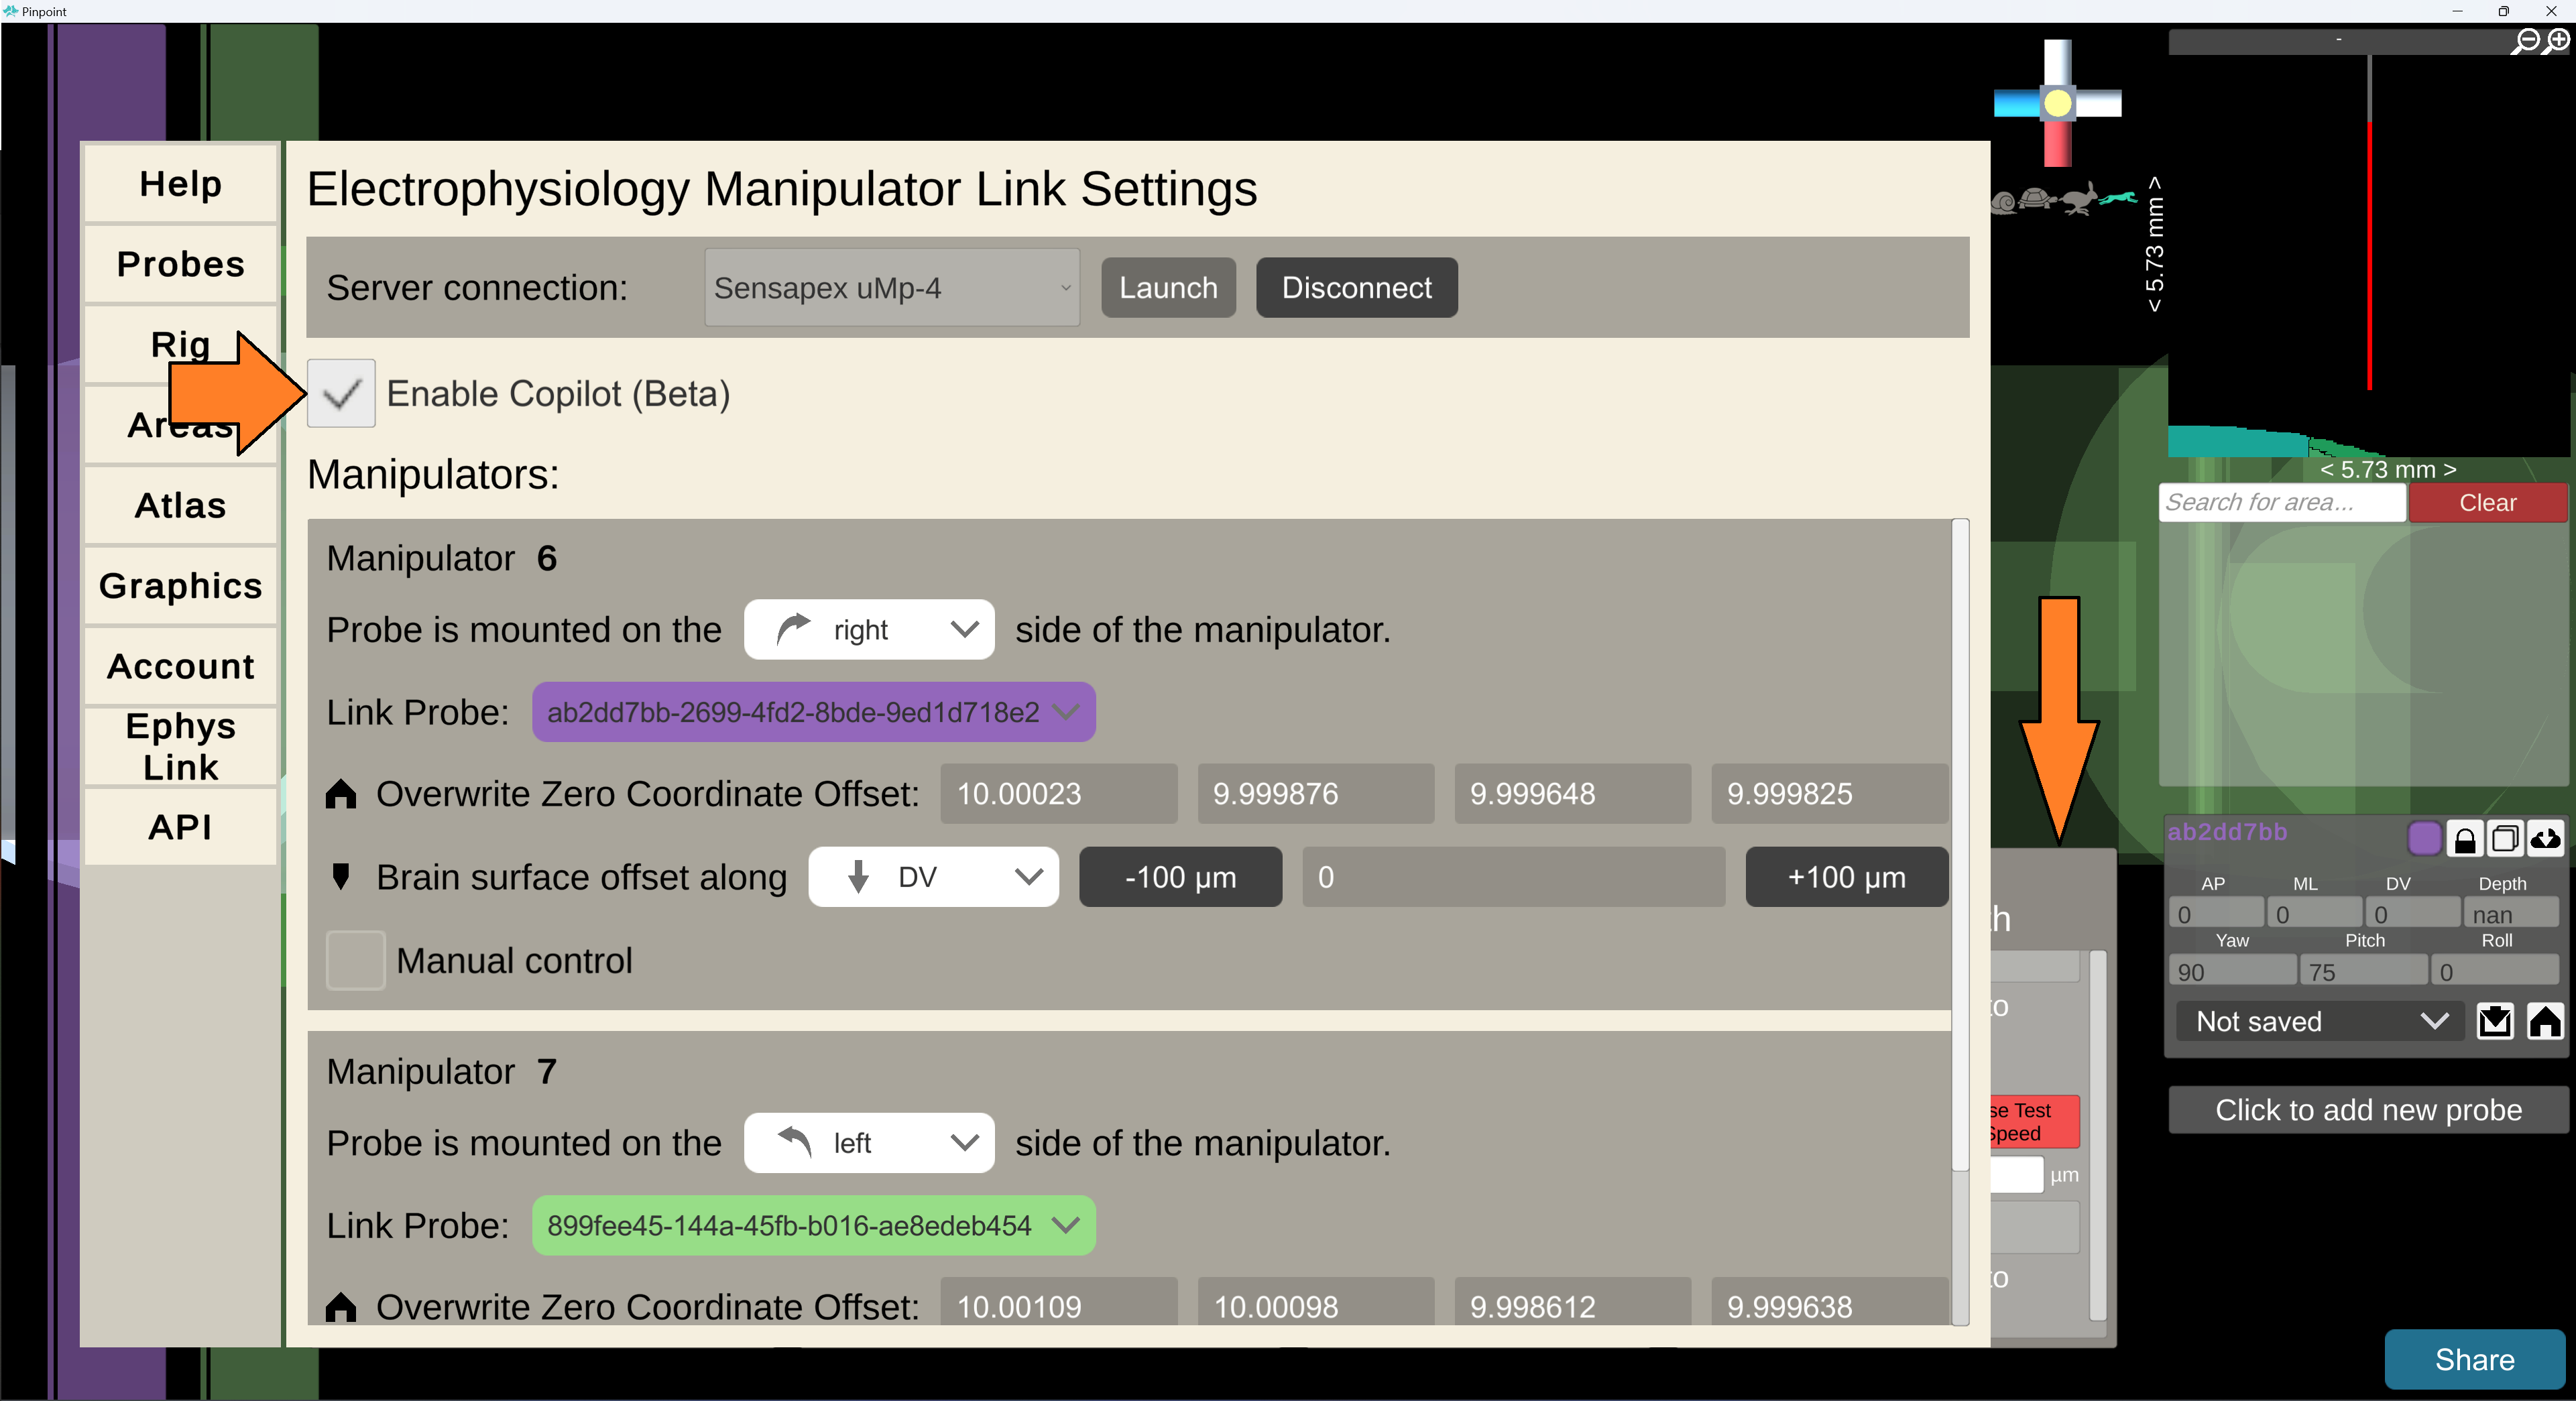 Pinpoint
Help
Probes
Rig
Areas
Atlas
Graphics
Account
Ephys
Link
API
Electrophysiology Manipulator Link Settings
Server connection: Sensapex uMp-4 Launch Disconnect
Enable Copilot (Beta)
Manipulators:
Manipulator 6
Probe is mounted on the right side of the manipulator.
Link Probe: ab2dd7bb-2699-4fd2-8bde-9ed1d718e2
Overwrite Zero Coordinate Offset: 10.00023 9.999876 9.999648 9.999825
Brain surface offset along DV -100 µm 0 +100 µm
Manual control
Manipulator 7
Probe is mounted on the left side of the manipulator.
Link Probe: 899fee45-144a-45fb-b016-ae8edeb454
Overwrite Zero Coordinate Offset: 10.00109 10.00098 9.998612 9.999638
to
se Test
Speed
µm
to
-
< 5.73 mm >
< 5.73 mm >
Search for area... Clear
ab2dd7bb
AP ML DV Depth
0 0 0 nan
Yaw Pitch Roll
90 75 0
Not saved
Click to add new probe
Share